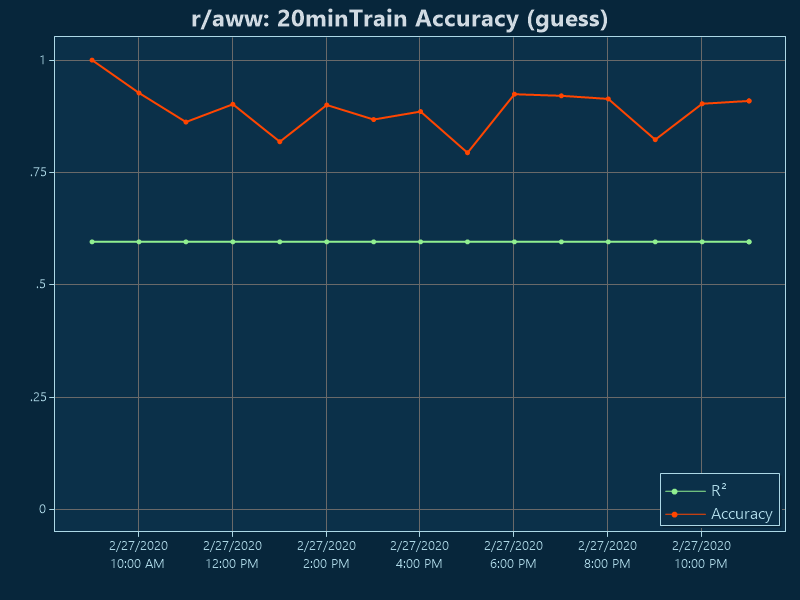 r/aww: 20minTrain Accuracy (guess)
1
.75
.5
.25
0
R²
Accuracy
2/27/2020 2/27/2020 2/27/2020 2/27/2020 2/27/2020 2/27/2020 2/27/2020
10:00 AM 12:00 PM 2:00 PM 4:00 PM 6:00 PM 8:00 PM 10:00 PM